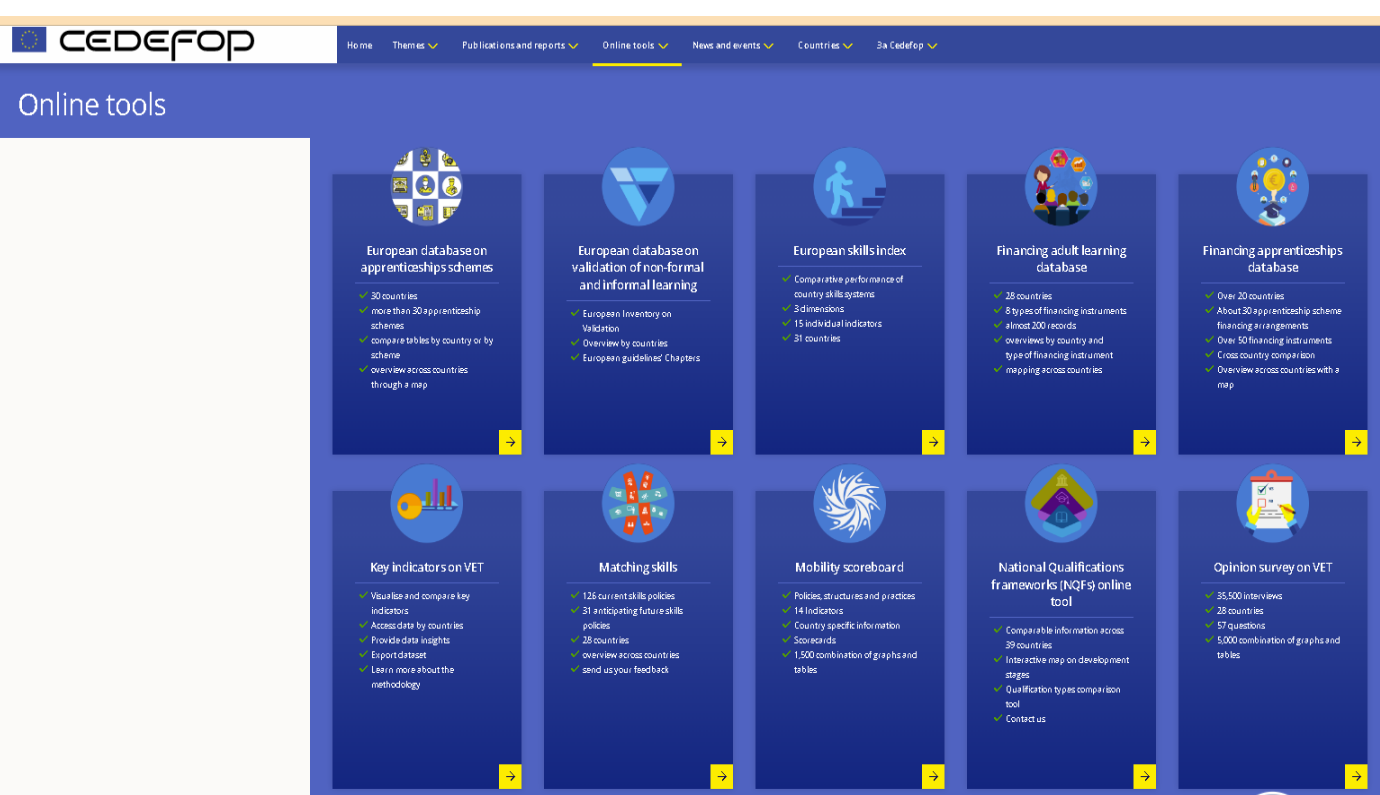 CEDEFOP
Home Themes Publications and reports Online tools News and events Countries За Cedefop
Online tools
European database on
apprenticeships schemes
30 countries
more than 30 apprenticeship
schemes
compare tables by country or by
scheme
overview across countries
through a map
European database on
validation of non-formal
and informal learning
European Inventory on
Validation
Overview by countries
European guidelines' Chapters
European skills index
Comparative performance of
country skills systems
3 dimensions
15 individual indicators
31 countries
Financing adult learning
database
28 countries
8 types of financing instruments
almost 200 records
overviews by country and
type of financing instrument
mapping across countries
Financing apprenticeships
database
Over 20 countries
About 30 apprenticeship scheme
financing arrangements
Over 50 financing instruments
Cross country comparison
Overview across countries with a
map
Key indicators on VET
Visualise and compare key
indicators
Access data by countries
Provide data insights
Export dataset
Learn more about the
methodology
Matching skills
126 current skills policies
31 anticipating future skills
policies
28 countries
overview across countries
send us your feedback
Mobility scoreboard
Policies, structures and practices
14 Indicators
Country specific information
Scorecards
1,500 combination of graphs and
tables
National Qualifications
frameworks (NQFs) online
tool
Comparable information across
39 countries
Interactive map on development
stages
Qualification types comparison
tool
Contact us
Opinion survey on VET
35,500 interviews
28 countries
57 questions
5,000 combination of graphs and
tables